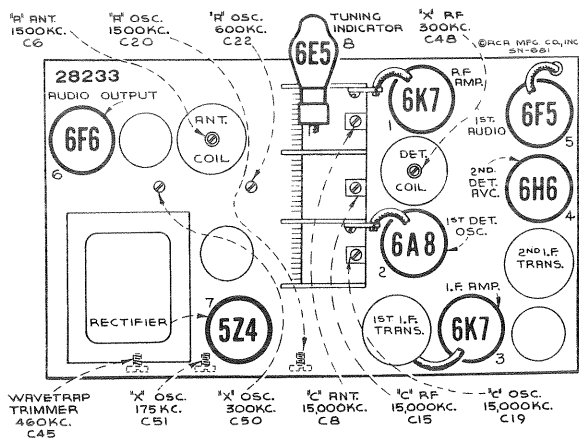 "A" ANT.
1500KC.
C6
"A" OSC.
1500KC.
C20
"A" OSC.
600KC.
C22
TUNING
INDICATOR
8
"X" RF
300KC.
C48
©RCA MFG. CO., INC
SN-681
28233
AUDIO OUTPUT
6F6
6
ANT.
COIL
6E5
R.F.
AMP.
6K7
1
1ST.
AUDIO
6F5
5
DET.
COIL
2ND.
DET.
AVC.
6H6
4
1ST DET.
OSC.
6A8
2
2ND I.F.
TRANS.
RECTIFIER
7
5Z4
1ST I.F.
TRANS.
I.F. AMP.
6K7
3
WAVETRAP
TRIMMER
460KC.
C45
"X" OSC.
175KC.
C51
"X" OSC.
300KC.
C50
"C" ANT.
15,000KC.
C8
"C" RF
15,000KC.
C15
"C" OSC.
15,000KC.
C19